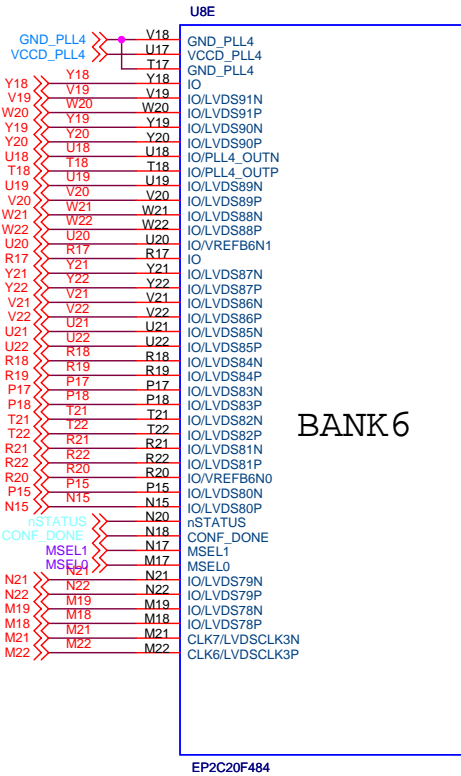 U8E
GND_PLL4 V18 GND_PLL4
VCCD_PLL4 U17 VCCD_PLL4
T17 GND_PLL4
Y18 Y18 Y18 IO
V19 V19 V19 IO/LVDS91N
W20 W20 W20 IO/LVDS91P
Y19 Y19 Y19 IO/LVDS90N
Y20 Y20 Y20 IO/LVDS90P
U18 U18 U18 IO/PLL4_OUTN
T18 T18 T18 IO/PLL4_OUTP
U19 U19 U19 IO/LVDS89N
V20 V20 V20 IO/LVDS89P
W21 W21 W21 IO/LVDS88N
W22 W22 W22 IO/LVDS88P
U20 U20 U20 IO/VREFB6N1
R17 R17 R17 IO
Y21 Y21 Y21 IO/LVDS87N
Y22 Y22 Y22 IO/LVDS87P
V21 V21 V21 IO/LVDS86N
V22 V22 V22 IO/LVDS86P
U21 U21 U21 IO/LVDS85N
U22 U22 U22 IO/LVDS85P
R18 R18 R18 IO/LVDS84N
R19 R19 R19 IO/LVDS84P
P17 P17 P17 IO/LVDS83N
P18 P18 P18 IO/LVDS83P
T21 T21 T21 IO/LVDS82N
T22 T22 T22 IO/LVDS82P
BANK6
R21 R21 R21 IO/LVDS81N
R22 R22 R22 IO/LVDS81P
R20 R20 R20 IO/VREFB6N0
P15 P15 P15 IO/LVDS80N
N15 N15 N15 IO/LVDS80P
nSTATUS N20 nSTATUS
CONF_DONE N18 CONF_DONE
MSEL1 N17 MSEL1
MSEL0 M17 MSEL0
N21 N21 N21 IO/LVDS79N
N22 N22 N22 IO/LVDS79P
M19 M19 M19 IO/LVDS78N
M18 M18 M18 IO/LVDS78P
M21 M21 M21 CLK7/LVDSCLK3N
M22 M22 M22 CLK6/LVDSCLK3P
EP2C20F484